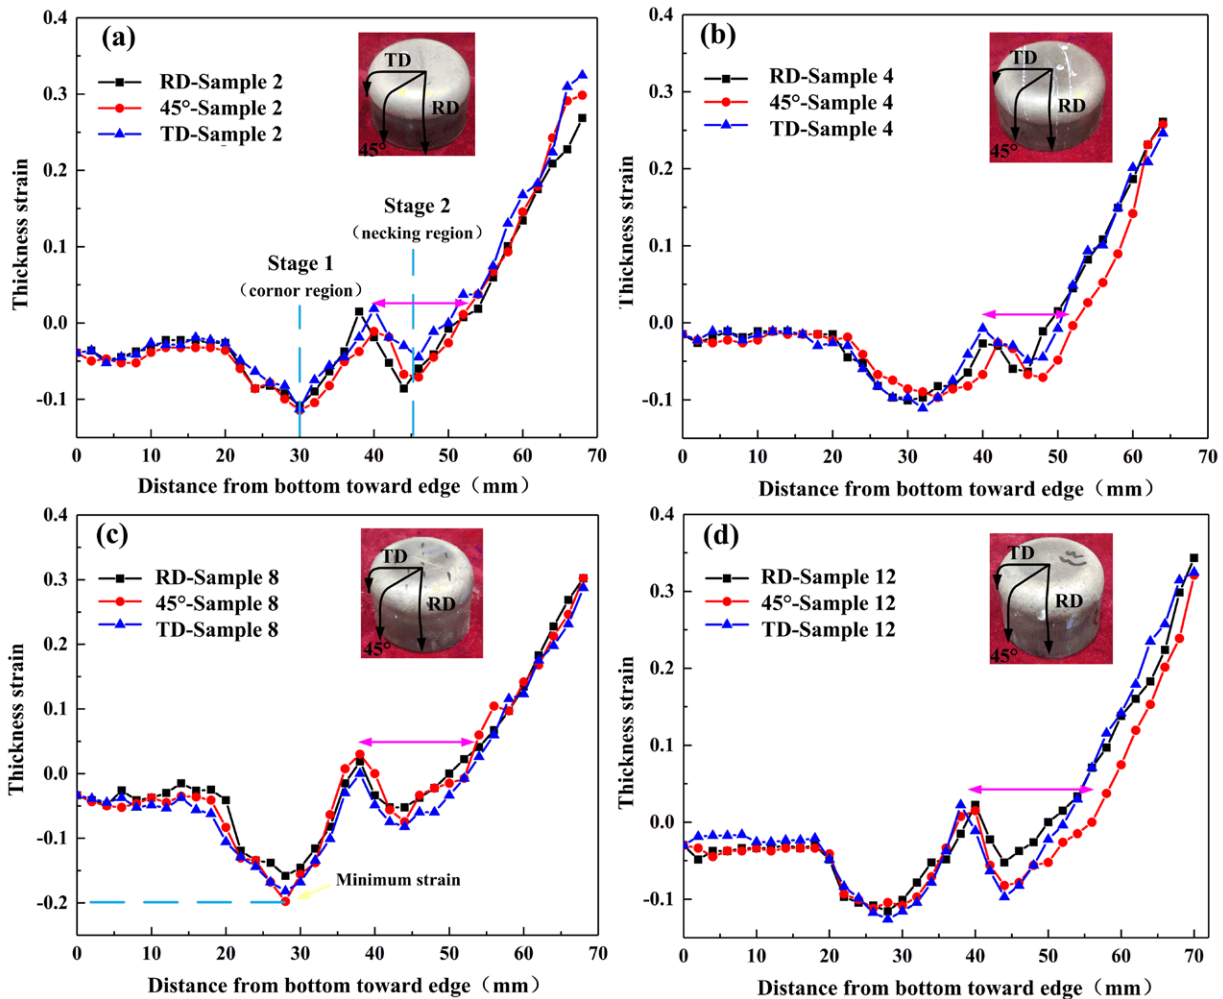 (a)
RD-Sample 2
45°-Sample 2
TD-Sample 2
TD
RD
45°
Stage 1
(cornor region)
Stage 2
(necking region)
Thickness strain
0.4
0.3
0.2
0.1
0.0
-0.1
0 10 20 30 40 50 60 70
Distance from bottom toward edge（mm）
(b)
RD-Sample 4
45°-Sample 4
TD-Sample 4
TD
RD
45°
Thickness strain
0.4
0.3
0.2
0.1
0.0
-0.1
0 10 20 30 40 50 60 70
Distance from bottom toward edge（mm）
(c)
RD-Sample 8
45°-Sample 8
TD-Sample 8
TD
RD
45°
Minimum strain
Thickness strain
0.4
0.3
0.2
0.1
0.0
-0.1
-0.2
0 10 20 30 40 50 60 70
Distance from bottom toward edge（mm）
(d)
RD-Sample 12
45°-Sample 12
TD-Sample 12
TD
RD
45°
Thickness strain
0.4
0.3
0.2
0.1
0.0
-0.1
0 10 20 30 40 50 60 70
Distance from bottom toward edge（mm）